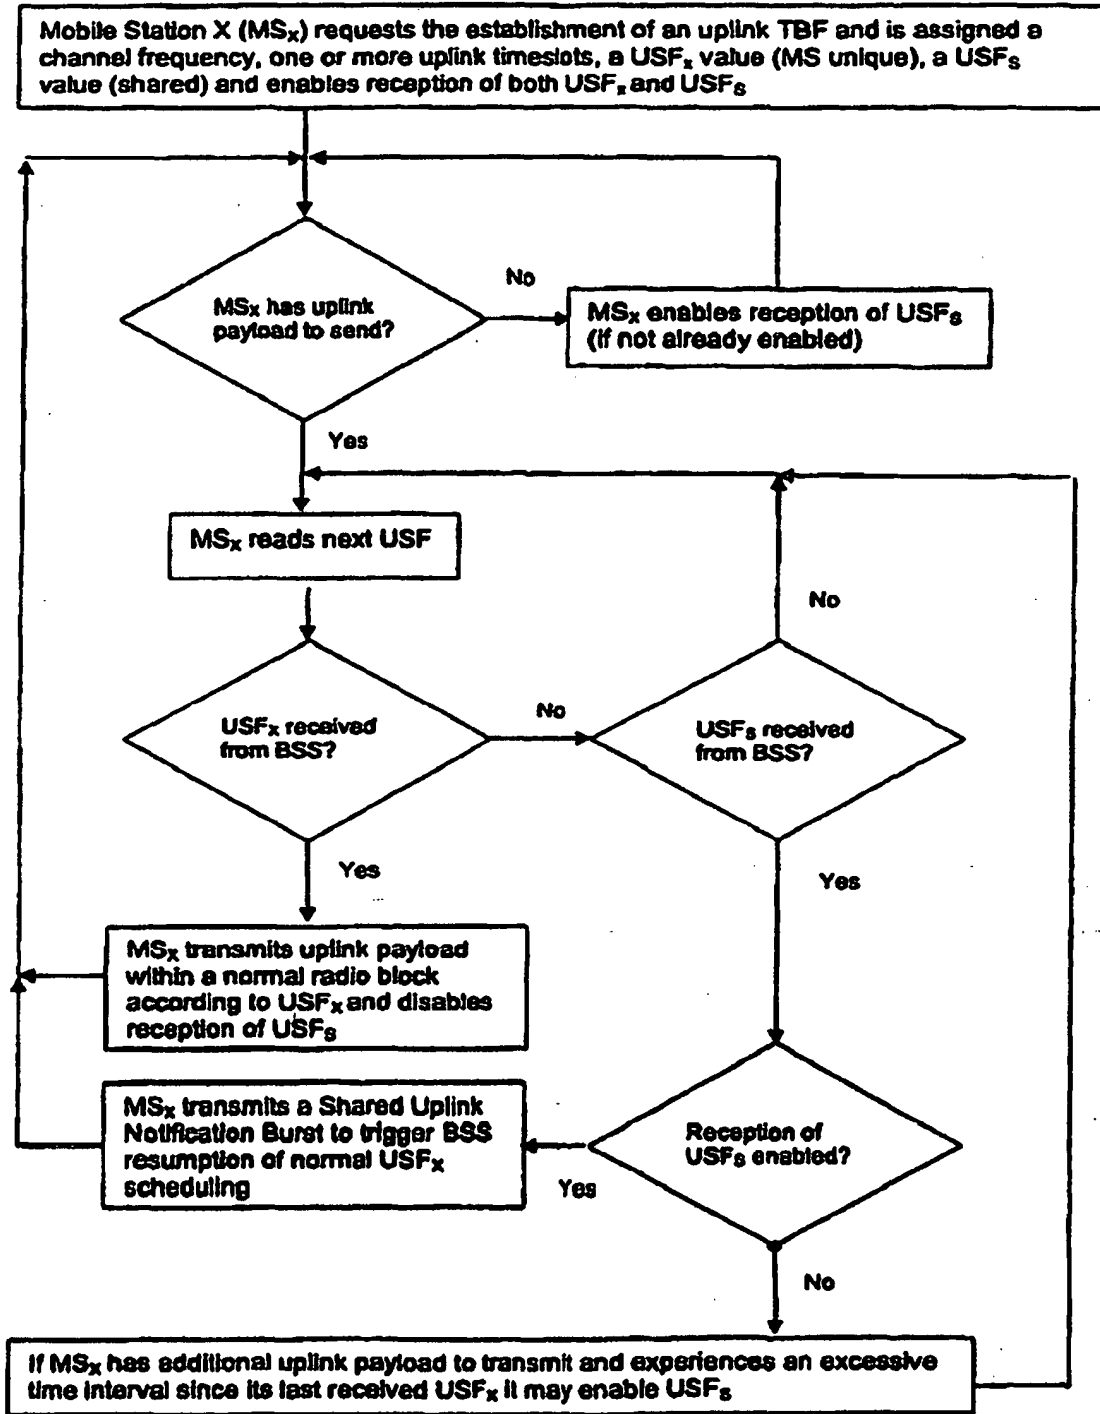 Mobile Station X (MSx) requests the establishment of an uplink TBF and is assigned a
channel frequency, one or more uplink timeslots, a USFx value (MS unique), a USFS
value (shared) and enables reception of both USFx and USFS
MSx has uplink
payload to send?
No
MSx enables reception of USFS
(if not already enabled)
Yes
MSx reads next USF
No
USFx received
from BSS?
No
USFS received
from BSS?
Yes
Yes
MSx transmits uplink payload
within a normal radio block
according to USFx and disables
reception of USFS
MSx transmits a Shared Uplink
Notification Burst to trigger BSS
resumption of normal USFx
scheduling
Reception of
USFS enabled?
Yes
No
If MSx has additional uplink payload to transmit and experiences an excessive
time interval since its last received USFx it may enable USFS